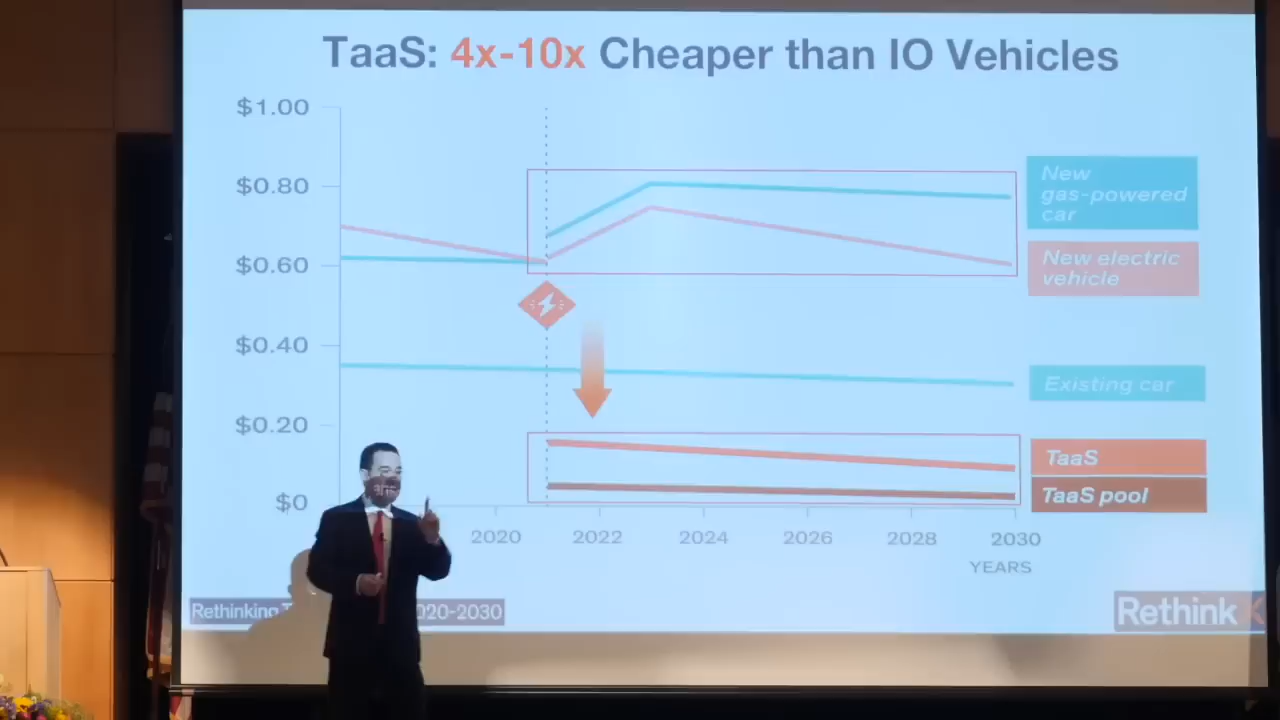 TaaS: 4x-10x Cheaper than IO Vehicles
$1.00
$0.80
$0.60
$0.40
$0.20
$0
New
gas-powered
car
New electric
vehicle
Existing car
TaaS
TaaS pool
2020 2022 2024 2026 2028 2030
YEARS
Rethinking 020-2030
Rethink